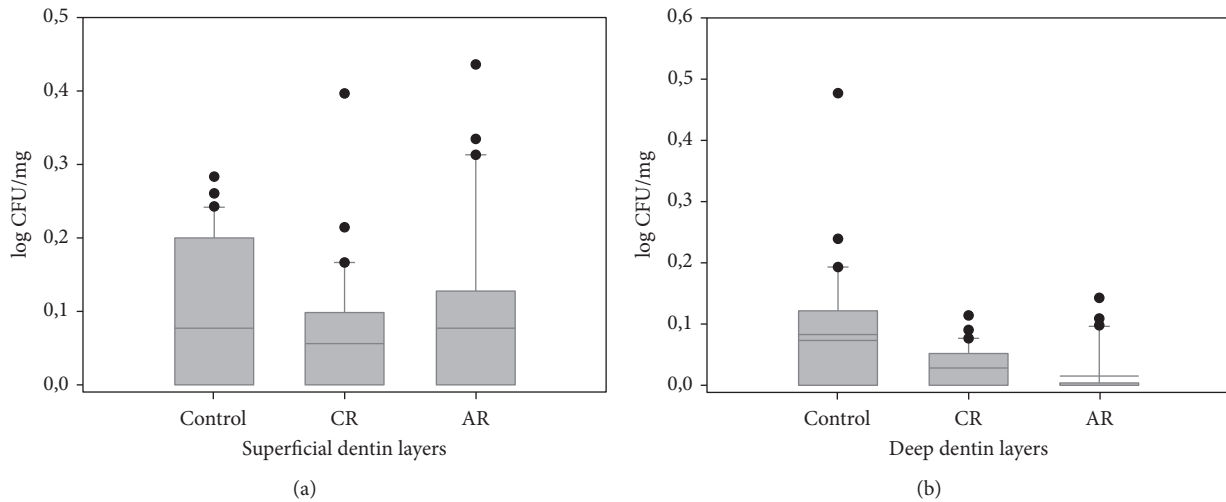 0,5
0,4
0,3
0,2
0,1
0,0
log CFU/mg
Control CR AR
Superficial dentin layers
(a)
0,6
0,5
0,4
0,3
0,2
0,1
0,0
log CFU/mg
Control CR AR
Deep dentin layers
(b)